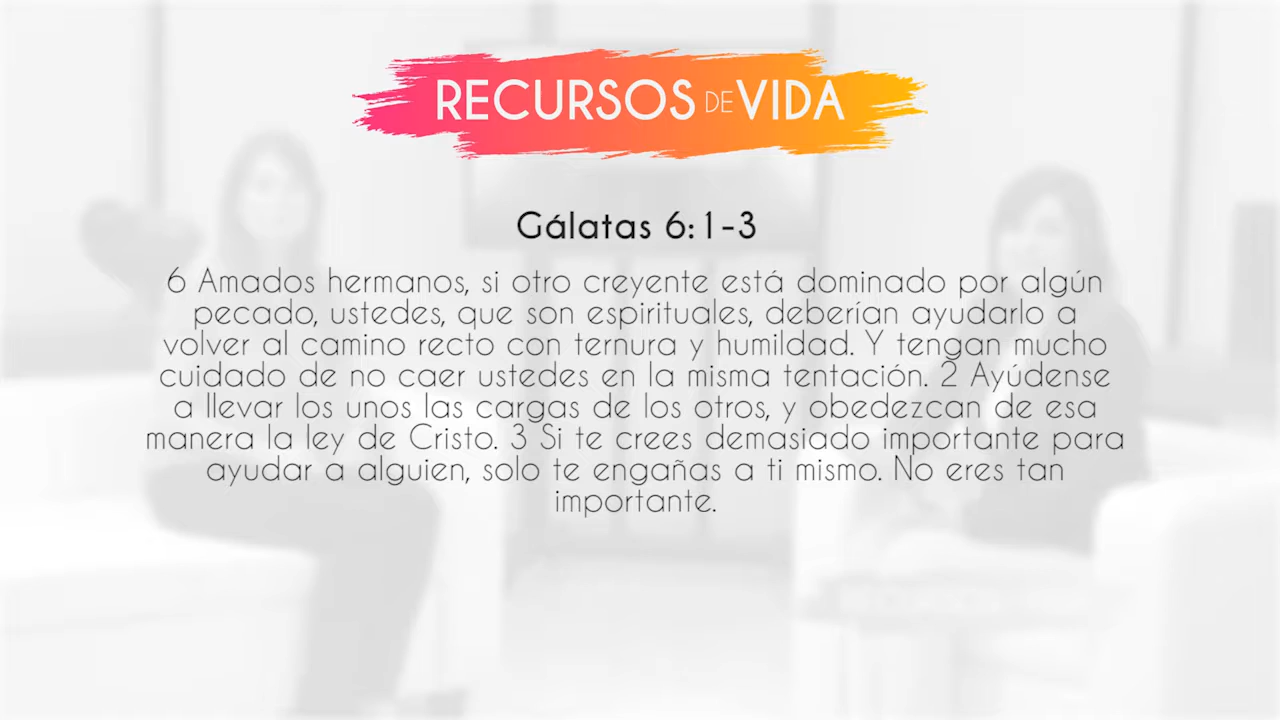 RECURSOS DE VIDA
Gálatas 6:1-3
6 Amados hermanos, si otro creyente está dominado por algún
pecado, ustedes, que son espirituales, deberían ayudarlo a
volver al camino recto con ternura y humildad. Y tengan mucho
cuidado de no caer ustedes en la misma tentación. 2 Ayúdense
a llevar los unos las cargas de los otros, y obedezcan de esa
manera la ley de Cristo. 3 Si te crees demasiado importante para
ayudar a alguien, solo te engañas a ti mismo. No eres tan
importante.